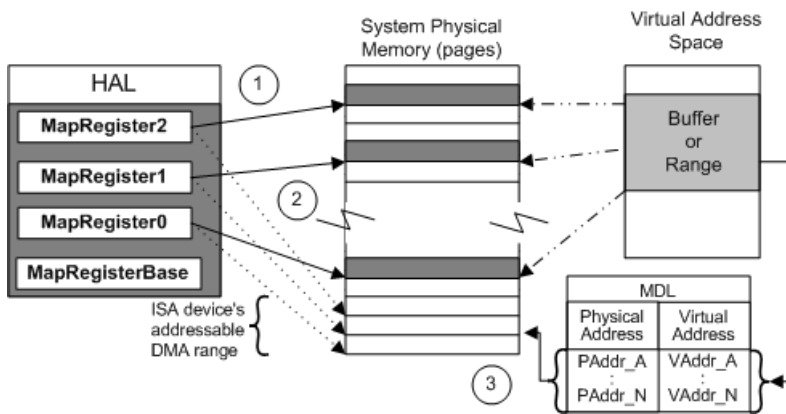 System Physical
Memory (pages)
Virtual Address
Space
HAL
1
MapRegister2
MapRegister1
MapRegister0
MapRegisterBase
2
Buffer
or
Range
ISA device's
addressable
DMA range
3
MDL
Physical
Address
Virtual
Address
PAddr_A
VAddr_A
:
:
PAddr_N
VAddr_N